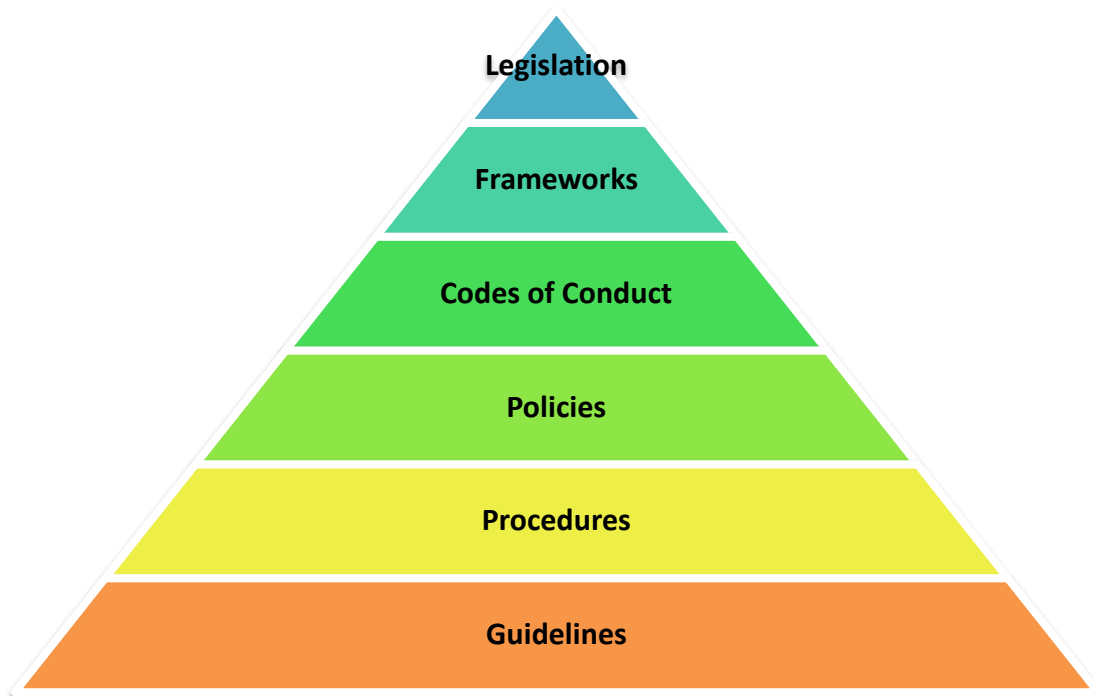 Legislation
Frameworks
Codes of Conduct
Policies
Procedures
Guidelines